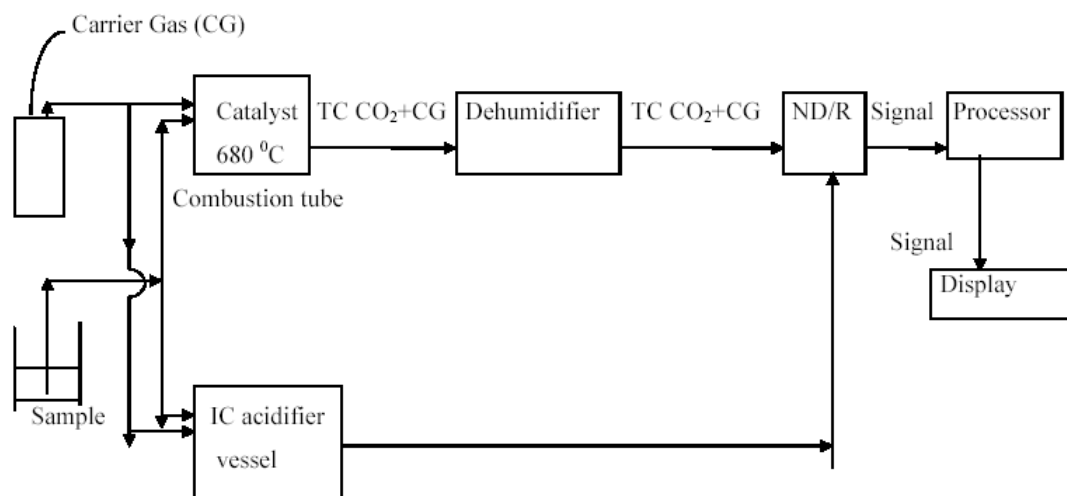 Carrier Gas (CG)
Catalyst
680 ⁰C
TC CO₂+CG
Dehumidifier
TC CO₂+CG
ND/R
Signal
Processor
Combustion tube
Signal
Display
Sample
IC acidifier
vessel